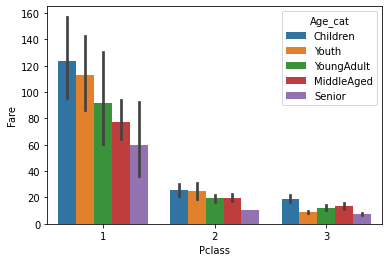 160
140
120
100
80
60
40
20
0
Fare
Age_cat
Children
Youth
YoungAdult
MiddleAged
Senior
1
2
3
Pclass